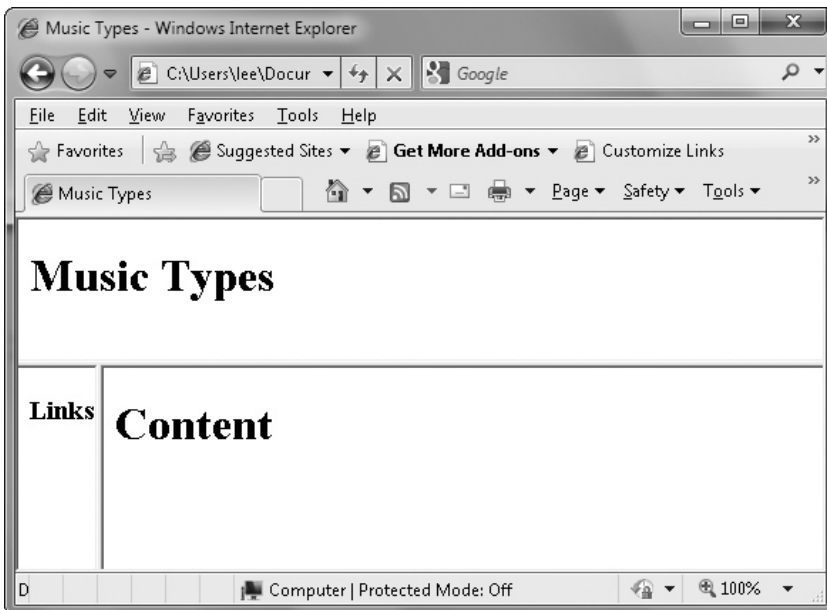 Music Types - Windows Internet Explorer
C:\Users\lee\Docur
Google
File Edit View Favorites Tools Help
Favorites Suggested Sites Get More Add-ons Customize Links
Music Types Page Safety Tools
Music Types
Links
Content
D Computer | Protected Mode: Off 100%